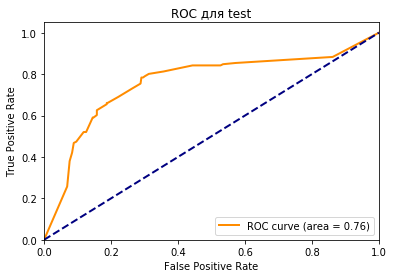 ROC для test
True Positive Rate
1.0
0.8
0.6
0.4
0.2
0.0
ROC curve (area = 0.76)
0.0 0.2 0.4 0.6 0.8 1.0
False Positive Rate